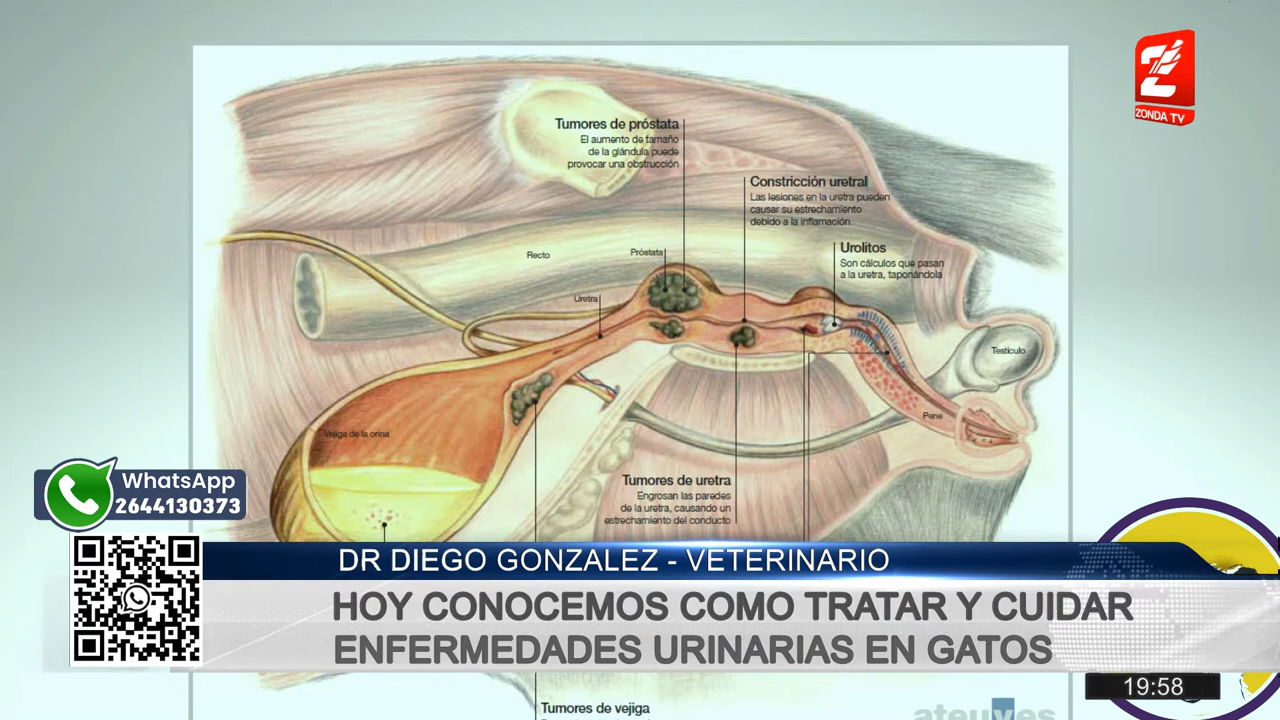 ZONDA TV
Tumores de próstata
El aumento de tamaño
de la glándula puede
provocar una obstrucción
Constricción uretral
Las lesiones en la uretra pueden
causar su estrechamiento
debido a la inflamación
Urolitos
Son cálculos que pasan
a la uretra, taponándola
Recto
Próstata
Uretra
Testículo
Pene
Vejiga de la orina
Tumores de uretra
Engrosan las paredes
de la uretra, causando un
estrechamiento del conducto
WhatsApp
2644130373
DR DIEGO GONZALEZ - VETERINARIO
HOY CONOCEMOS COMO TRATAR Y CUIDAR
ENFERMEDADES URINARIAS EN GATOS
19:58
Tumores de vejiga
ateuves